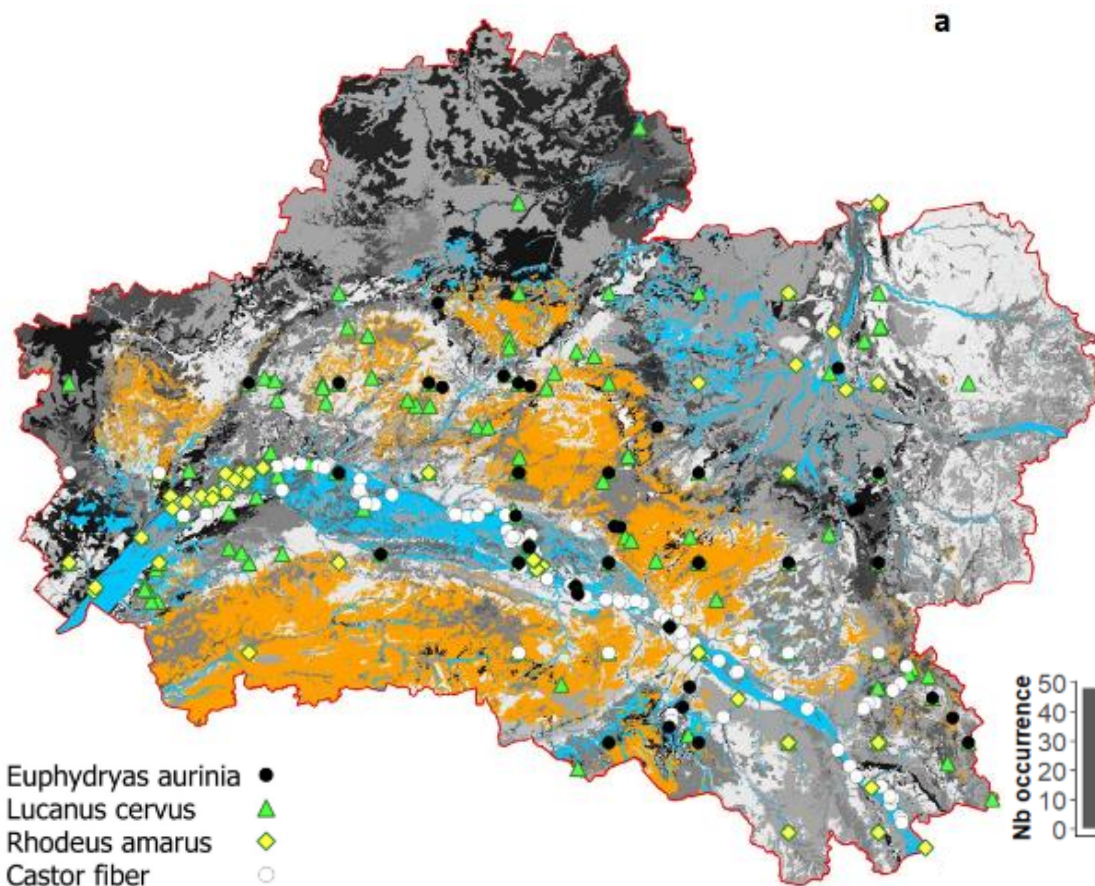 a
Euphydryas aurinia
Lucanus cervus
Rhodeus amarus
Castor fiber
Nb occurrence
50
40
30
20
10
0